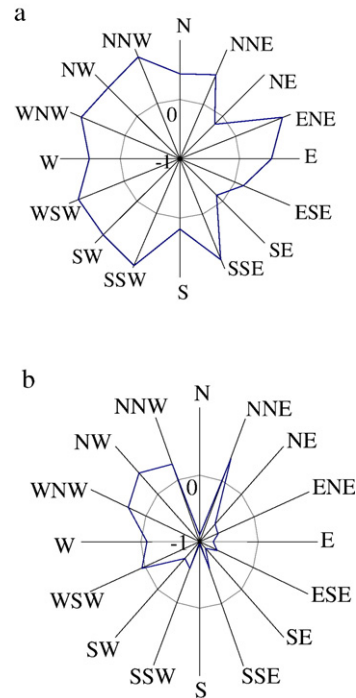 a
N
NNW NNE
NW NE
WNW 0 ENE
W -1 E
WSW ESE
SW SE
SSW SSE
S
b
N
NNW NNE
NW NE
WNW 0 ENE
W -1 E
WSW ESE
SW SE
SSW SSE
S